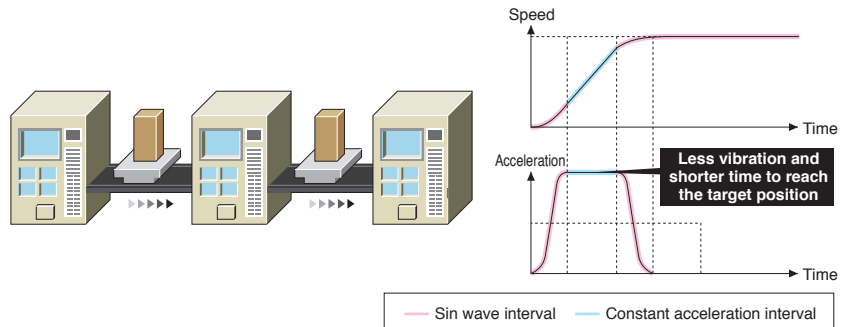 Speed
Time
Acceleration
Less vibration and
shorter time to reach
the target position
Time
Sin wave interval
Constant acceleration interval